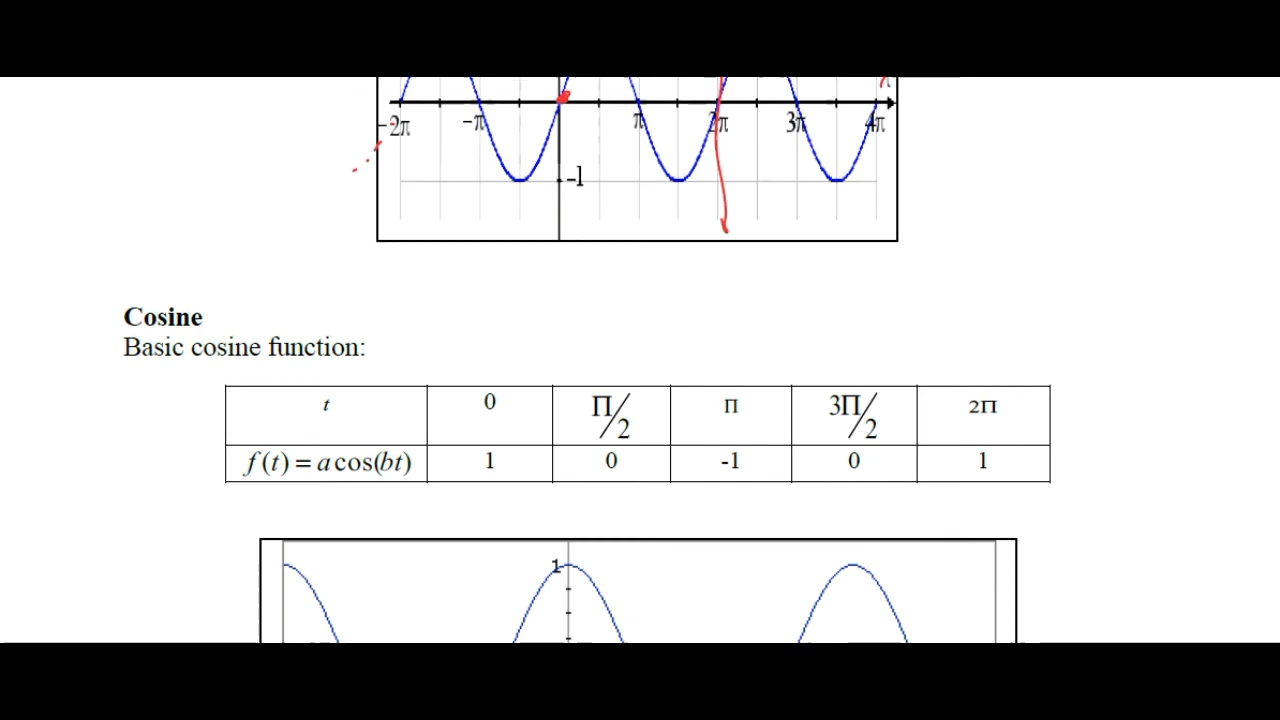 -2π -π π 2π 3π 4π
-1
Cosine
Basic cosine function:
t 0 Π/2 Π 3Π/2 2Π
f(t) = a cos(bt) 1 0 -1 0 1
1